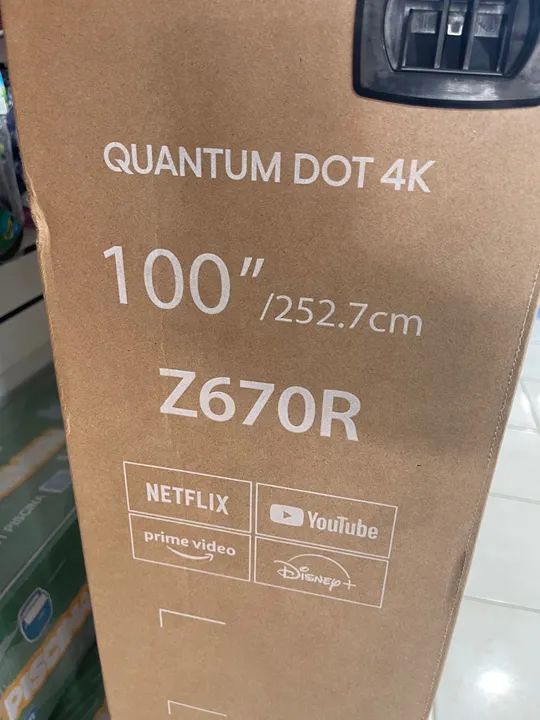 QUANTUM DOT 4K
100"/252.7cm
Z670R
NETFLIX
YouTube
prime video
Disney+